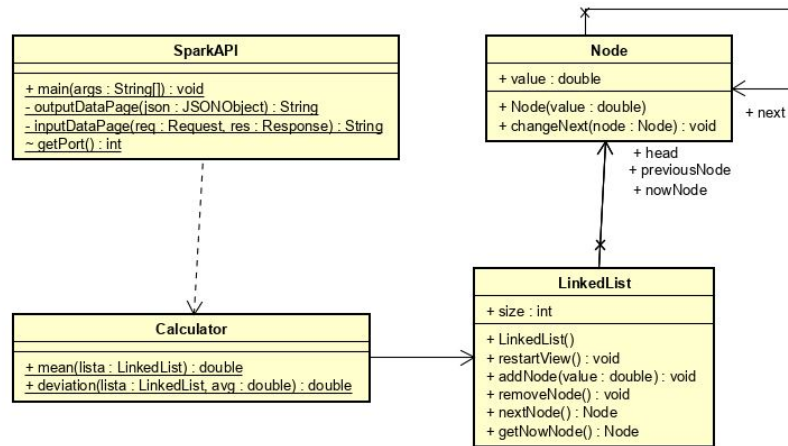 SparkAPI
+ main(args : String[]) : void
- outputDataPage(json : JSONObject) : String
- inputDataPage(req : Request, res : Response) : String
~ getPort() : int
Node
+ value : double
+ Node(value : double)
+ changeNext(node : Node) : void
+ next
+ head
+ previousNode
+ nowNode
Calculator
+ mean(lista : LinkedList) : double
+ deviation(lista : LinkedList, avg : double) : double
LinkedList
+ size : int
+ LinkedList()
+ restartView() : void
+ addNode(value : double) : void
+ removeNode() : void
+ nextNode() : Node
+ getNowNode() : Node